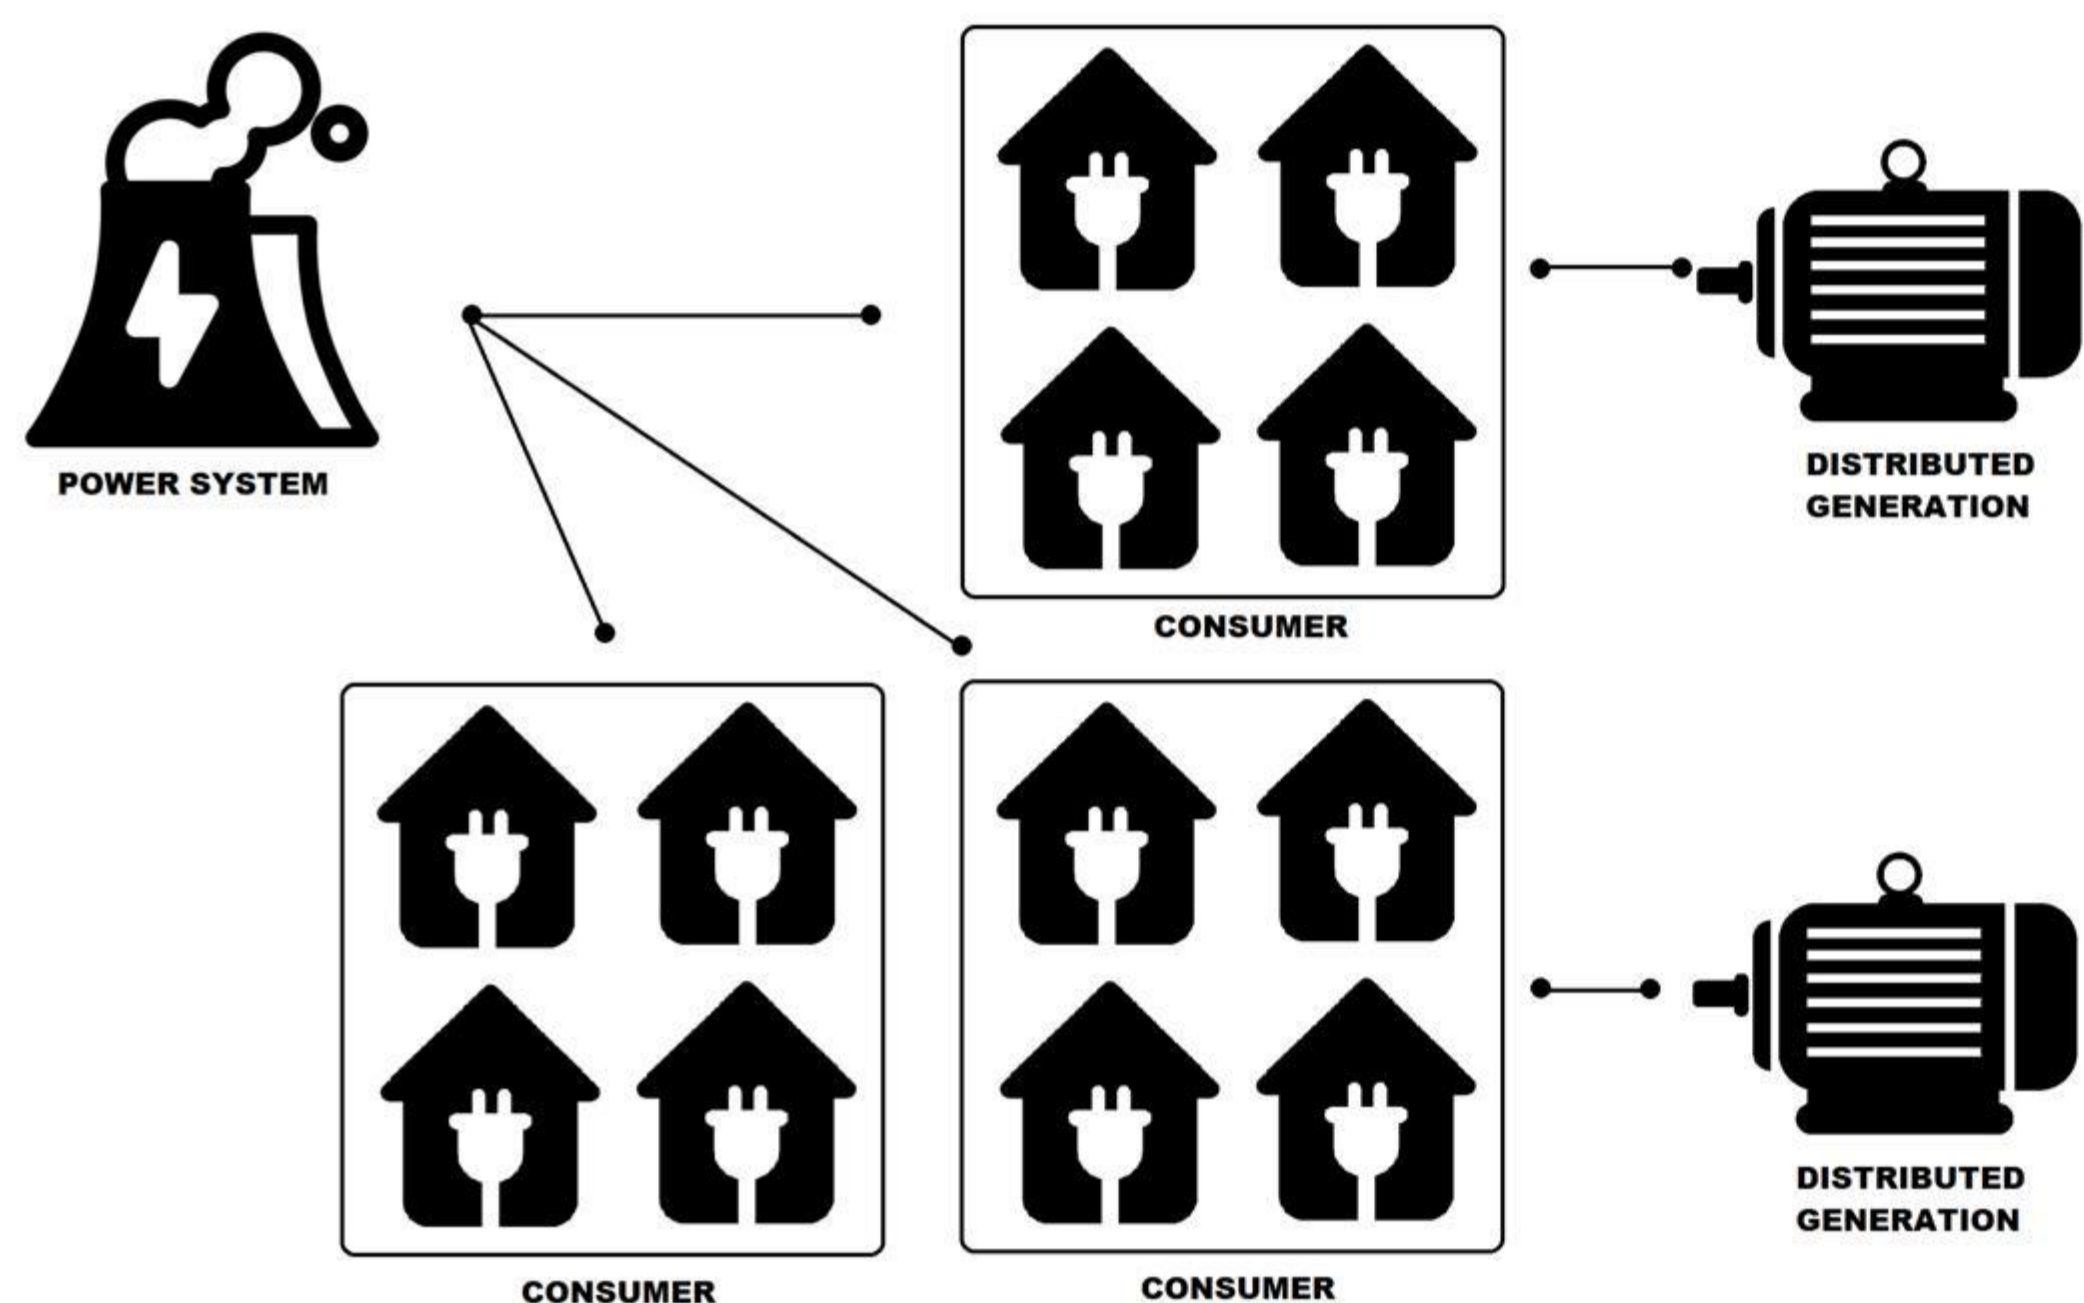 POWER SYSTEM
DISTRIBUTED
GENERATION
CONSUMER
DISTRIBUTED
GENERATION
CONSUMER
CONSUMER